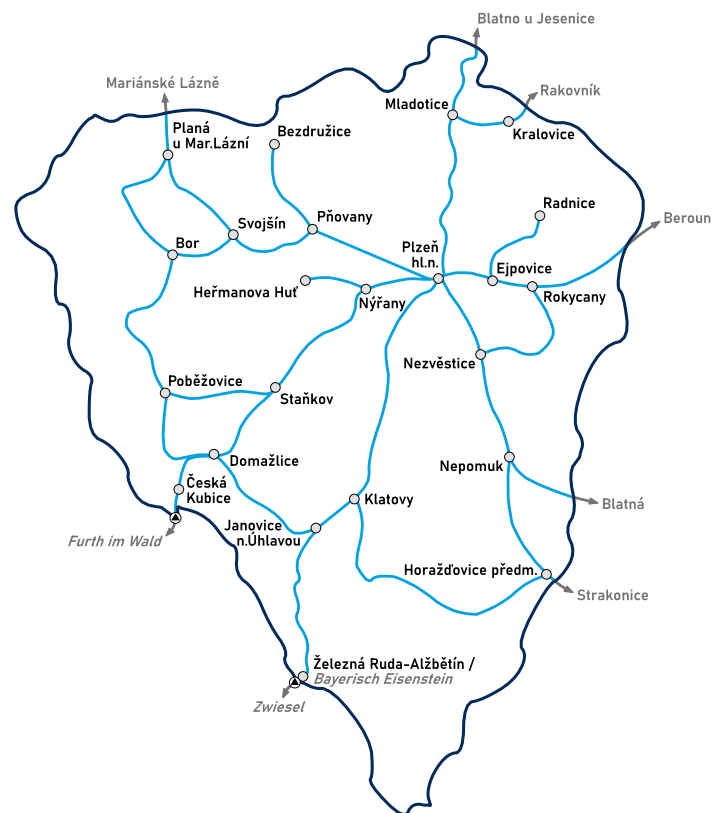 Blatno u Jesenice
Mariánské Lázně
Rakovník
Mladotice
Planá
u Mar.Lázní
Bezdružice
Kralovice
Radnice
Pňovany
Svojšín
Beroun
Bor
Plzeň
hl.n.
Ejpovice
Heřmanova Huť
Nýřany
Rokycany
Nezvěstice
Poběžovice
Staňkov
Domažlice
Nepomuk
Česká
Kubice
Klatovy
Blatná
Janovice
n.Úhlavou
Furth im Wald
Horažďovice předm.
Strakonice
Železná Ruda-Alžbětín /
Bayerisch Eisenstein
Zwiesel